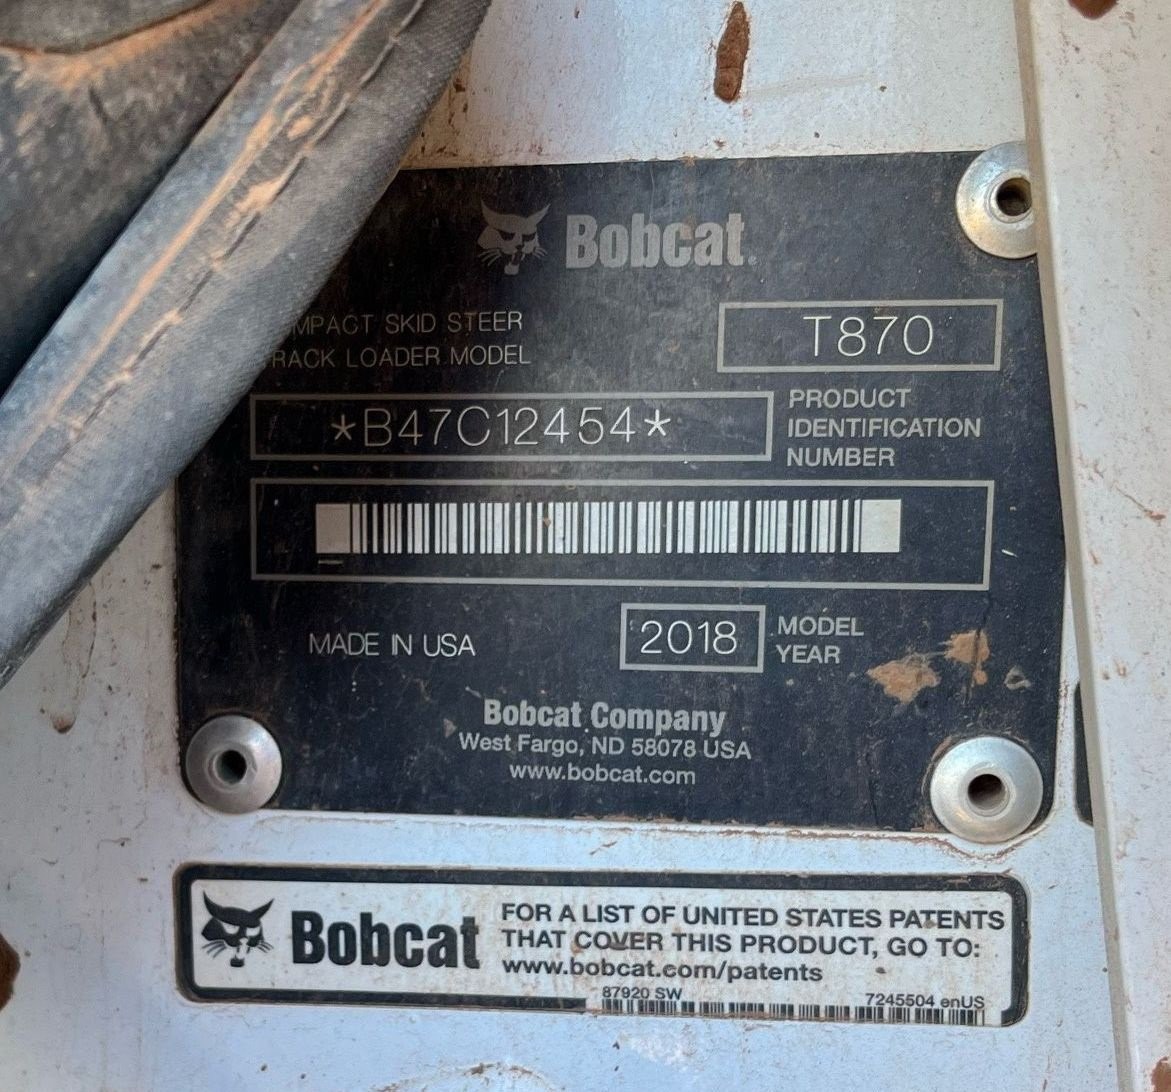 Bobcat.
MPACT SKID STEER
RACK LOADER MODEL
T870
*B47C12454*
PRODUCT
IDENTIFICATION
NUMBER
MADE IN USA
2018
MODEL
YEAR
Bobcat Company
West Fargo, ND 58078 USA
www.bobcat.com
Bobcat
FOR A LIST OF UNITED STATES PATENTS
THAT COVER THIS PRODUCT, GO TO:
www.bobcat.com/patents
87920 SW
7245504 enUS